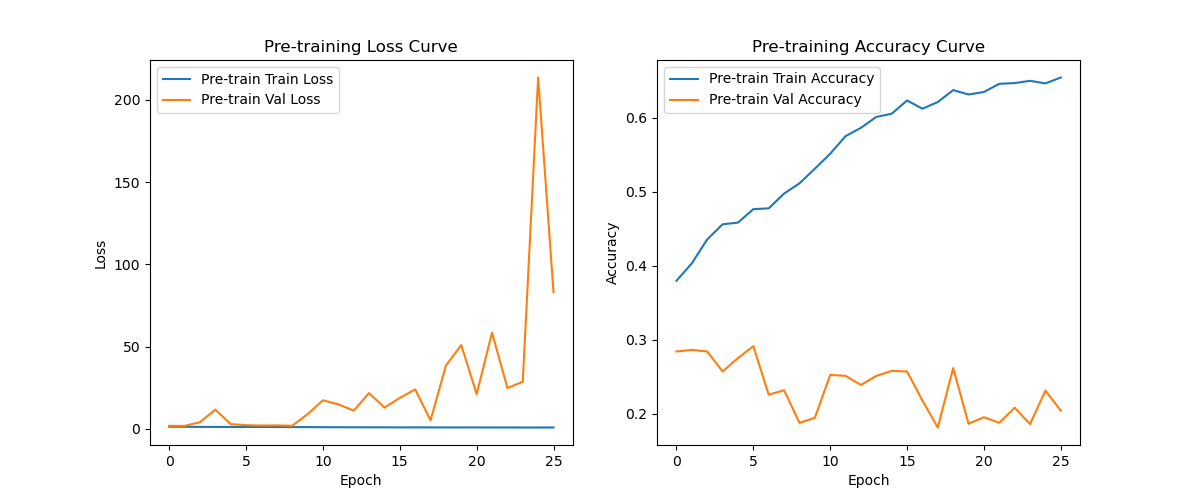 Pre-training Loss Curve
Pre-train Train Loss
Pre-train Val Loss
200
150
100
50
0
Loss
0 5 10 15 20 25
Epoch
Pre-training Accuracy Curve
Pre-train Train Accuracy
Pre-train Val Accuracy
0.6
0.5
0.4
0.3
0.2
Accuracy
0 5 10 15 20 25
Epoch